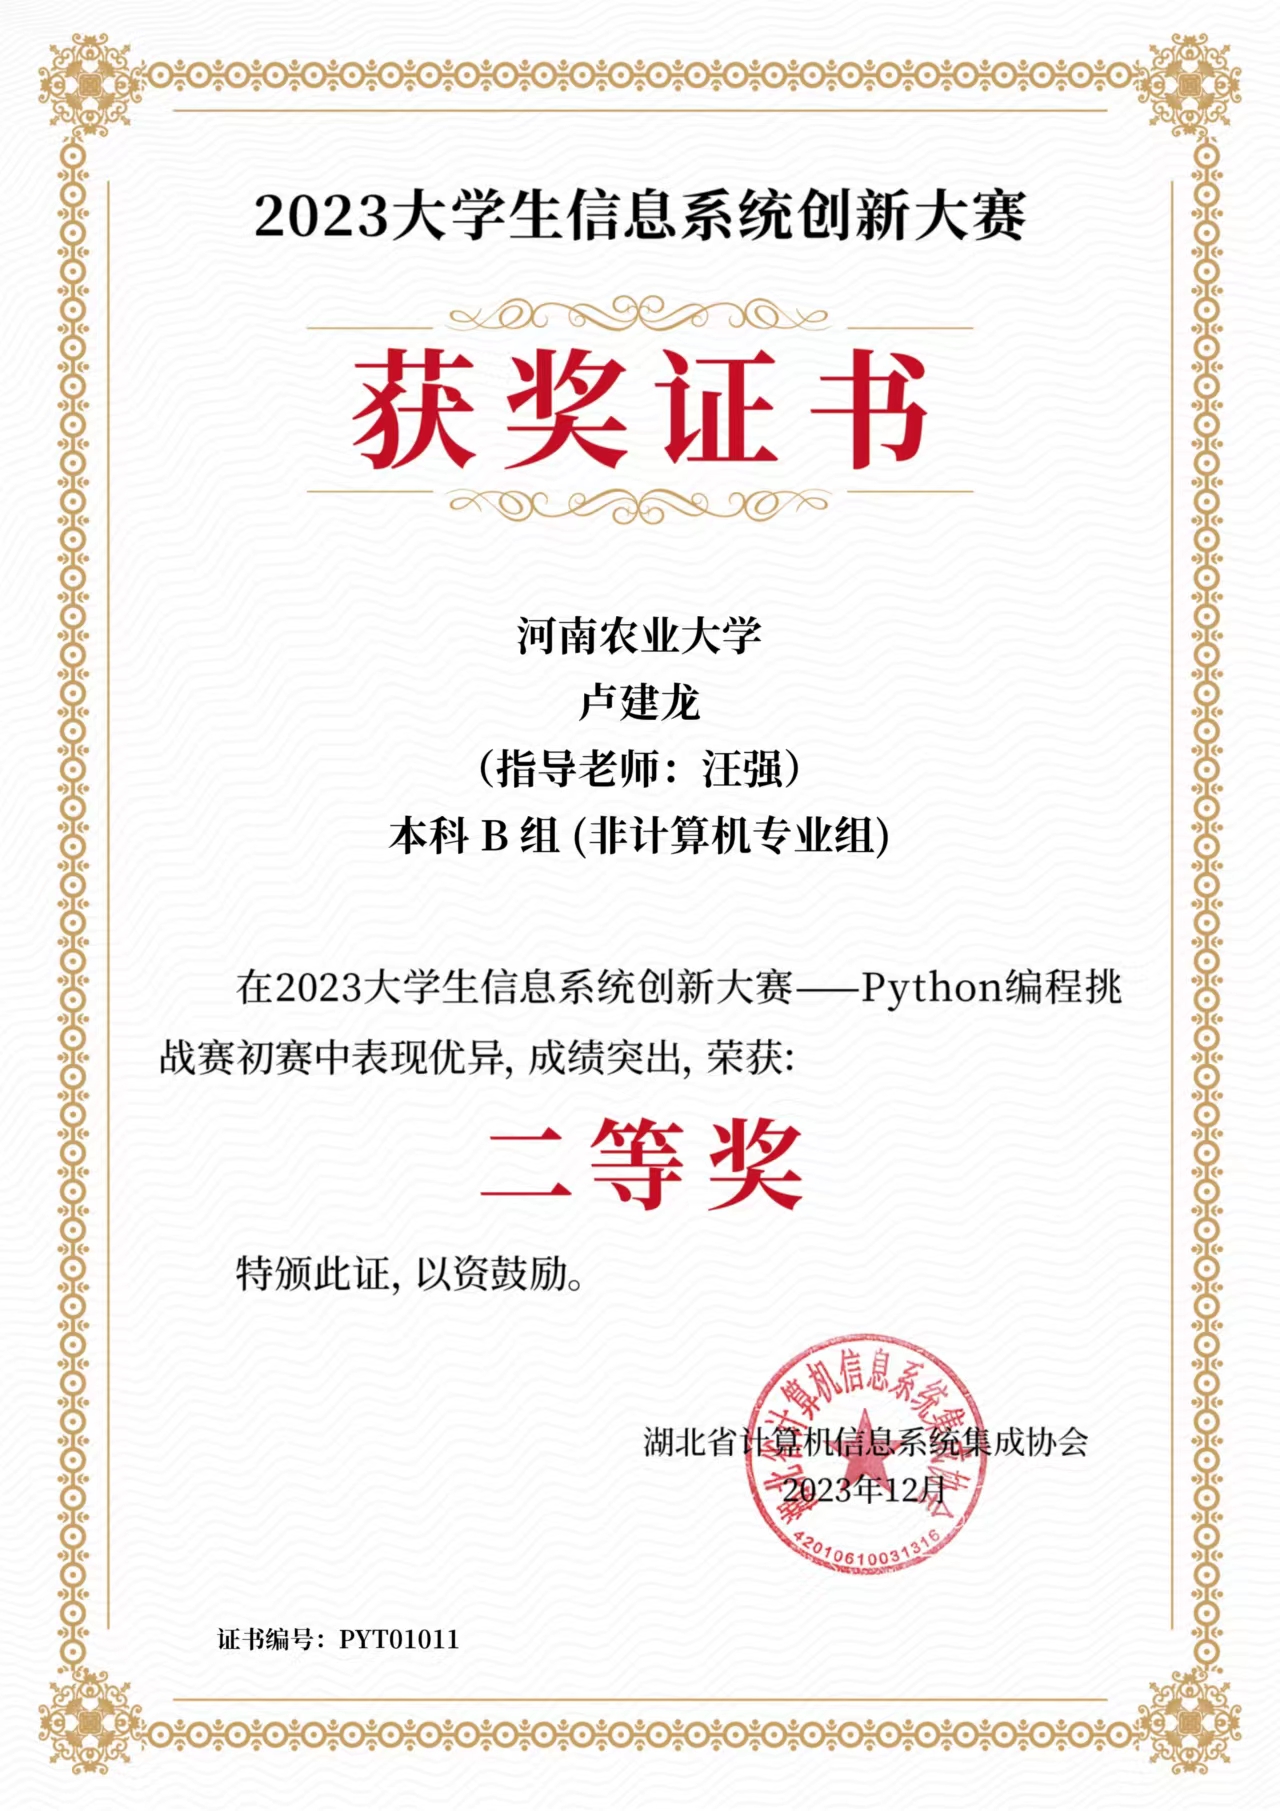 2023大学生信息系统创新大赛
获奖证书
河南农业大学
卢建龙
（指导老师：汪强）
本科 B 组 (非计算机专业组)
在2023大学生信息系统创新大赛——Python编程挑
战赛初赛中表现优异, 成绩突出, 荣获:
二等奖
特颁此证, 以资鼓励。
湖北省计算机信息系统集成协会
湖北省计算机信息系统集成协会
2023年12月
42010610031316
证书编号：PYT01011